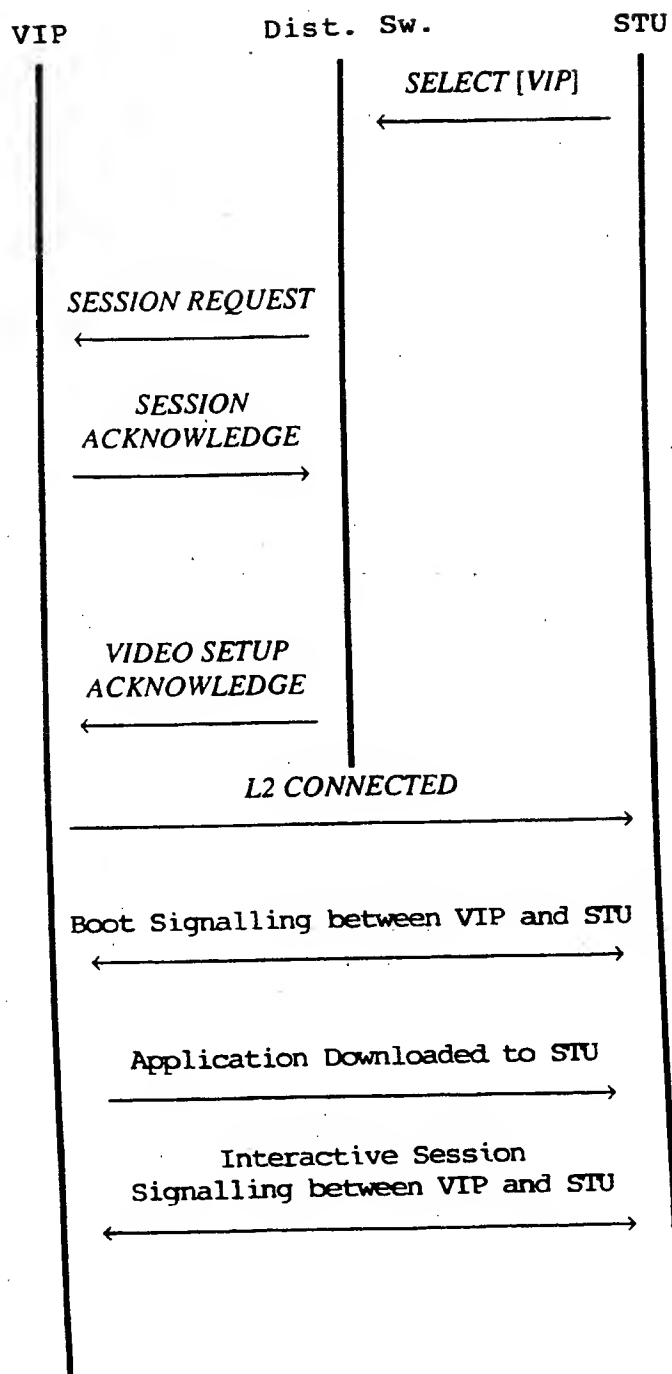 VIP Dist. Sw. STU
SELECT [VIP]
SESSION REQUEST
SESSION
ACKNOWLEDGE
VIDEO SETUP
ACKNOWLEDGE
L2 CONNECTED
Boot Signalling between VIP and STU
Application Downloaded to STU
Interactive Session
Signalling between VIP and STU